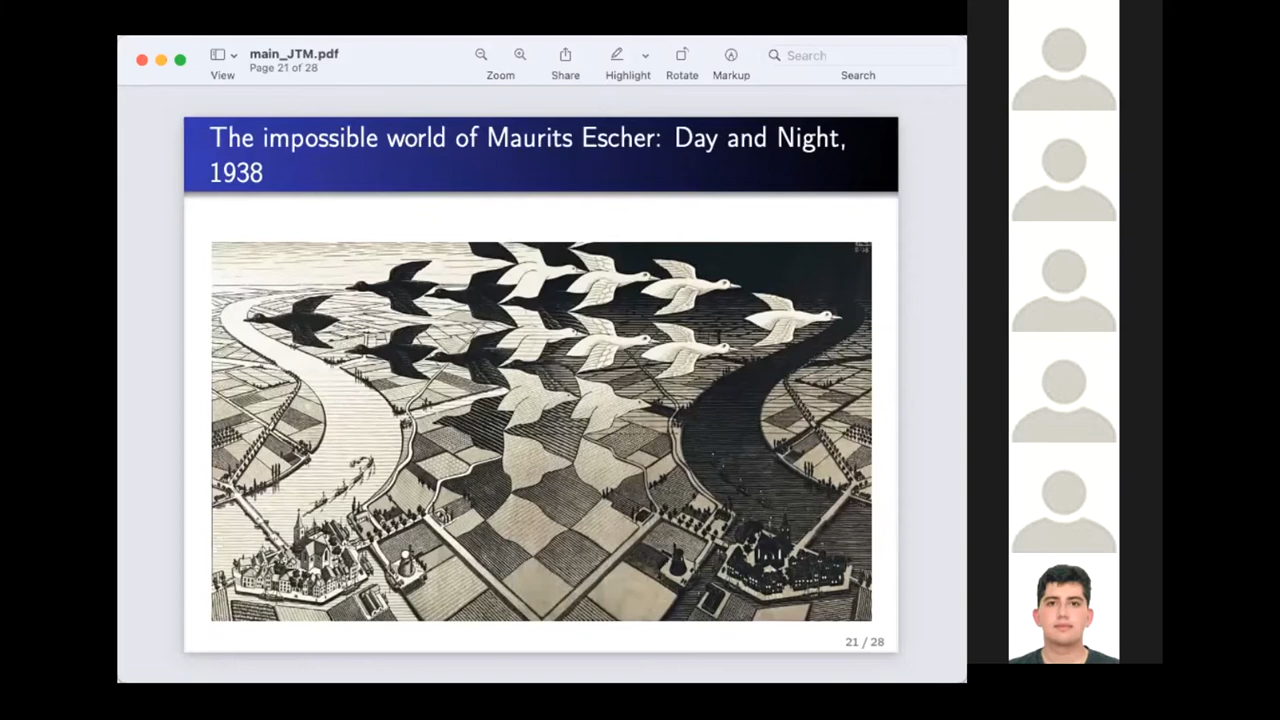 main_JTM.pdf
Page 21 of 28
View
Zoom
Share
Highlight
Rotate
Markup
Search
Search
The impossible world of Maurits Escher: Day and Night,
1938
21 / 28